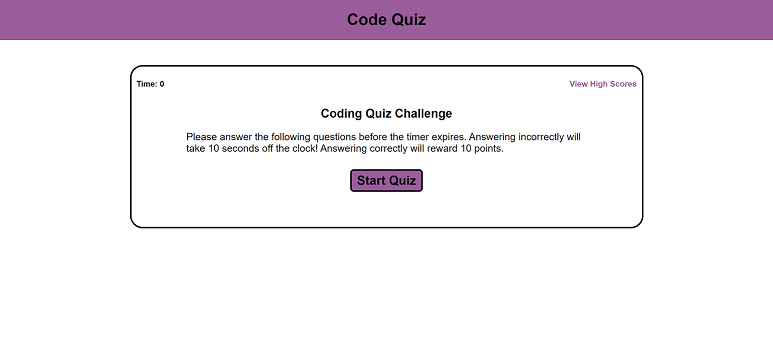 Code Quiz
Time: 0
View High Scores
Coding Quiz Challenge
Please answer the following questions before the timer expires. Answering incorrectly will
take 10 seconds off the clock! Answering correctly will reward 10 points.
Start Quiz